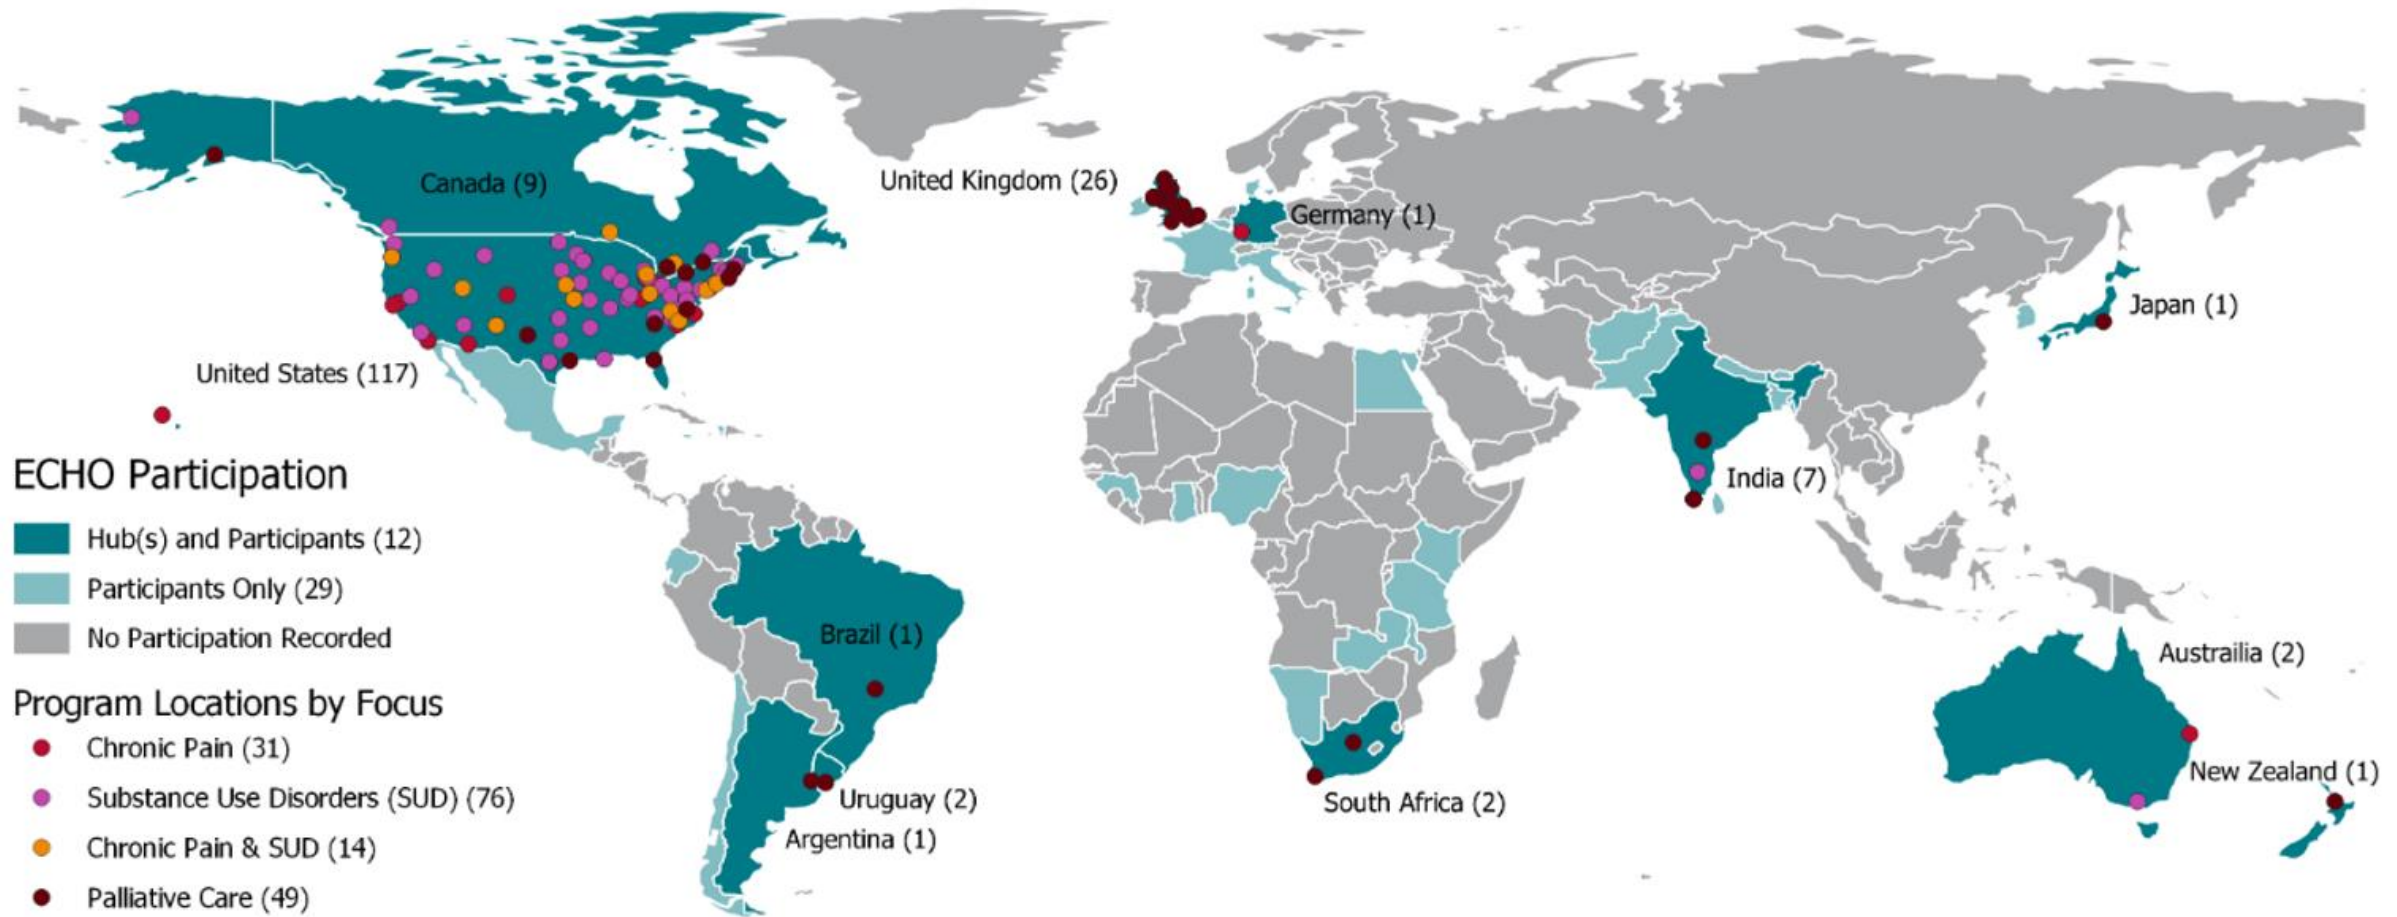 Canada (9)
United Kingdom (26)
Germany (1)
Japan (1)
United States (117)
India (7)
Brazil (1)
Austrailia (2)
New Zealand (1)
Uruguay (2)
South Africa (2)
Argentina (1)
ECHO Participation
Hub(s) and Participants (12)
Participants Only (29)
No Participation Recorded
Program Locations by Focus
Chronic Pain (31)
Substance Use Disorders (SUD) (76)
Chronic Pain & SUD (14)
Palliative Care (49)